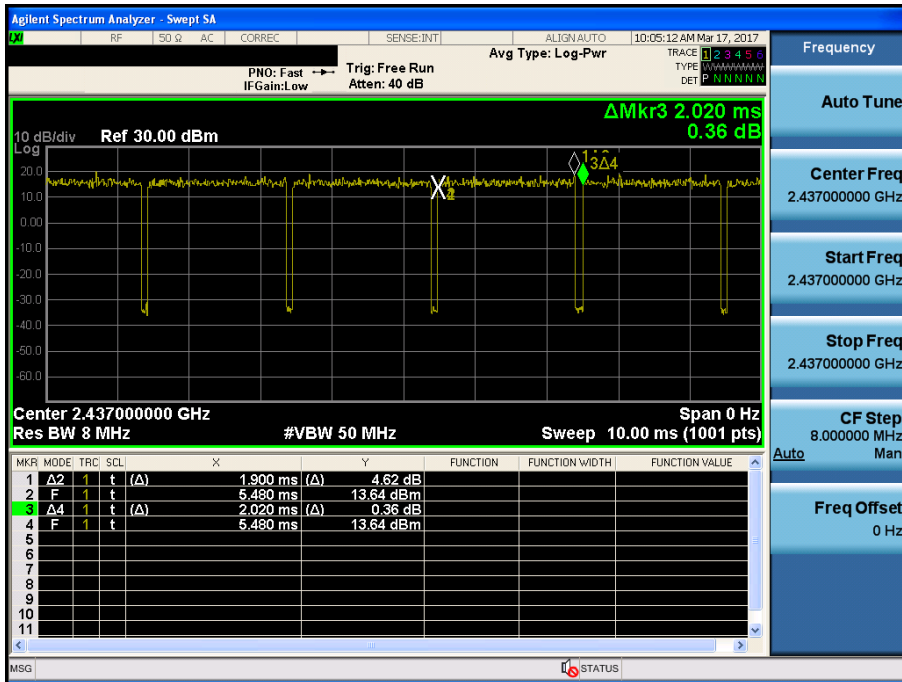 Agilent Spectrum Analyzer - Swept SA
LXI RF 50 Ω AC CORREC SENSE:INT ALIGN AUTO 10:05:12 AM Mar 17, 2017
Frequency
Avg Type: Log-Pwr
TRACE 1 2 3 4 5 6
PNO: Fast Trig: Free Run
TYPE WWWWWW
IFGain:Low Atten: 40 dB
DET P N N N N N
Auto Tune
ΔMkr3 2.020 ms
0.36 dB
10 dB/div Ref 30.00 dBm
Log
3Δ4
20.0
10.0
0.00
-10.0
-20.0
-30.0
-40.0
-50.0
-60.0
Center Freq
2.437000000 GHz
Start Freq
2.437000000 GHz
Stop Freq
2.437000000 GHz
Center 2.437000000 GHz Span 0 Hz
Res BW 8 MHz #VBW 50 MHz Sweep 10.00 ms (1001 pts)
CF Step
8.000000 MHz
Auto Man
Freq Offset
0 Hz
MKR MODE TRC SCL X Y FUNCTION FUNCTION WIDTH FUNCTION VALUE
1 Δ2 1 t (Δ) 1.900 ms (Δ) 4.62 dB
2 F 1 t 5.480 ms 13.64 dBm
3 Δ4 1 t (Δ) 2.020 ms (Δ) 0.36 dB
4 F 1 t 5.480 ms 13.64 dBm
5
6
7
8
9
10
11
MSG STATUS